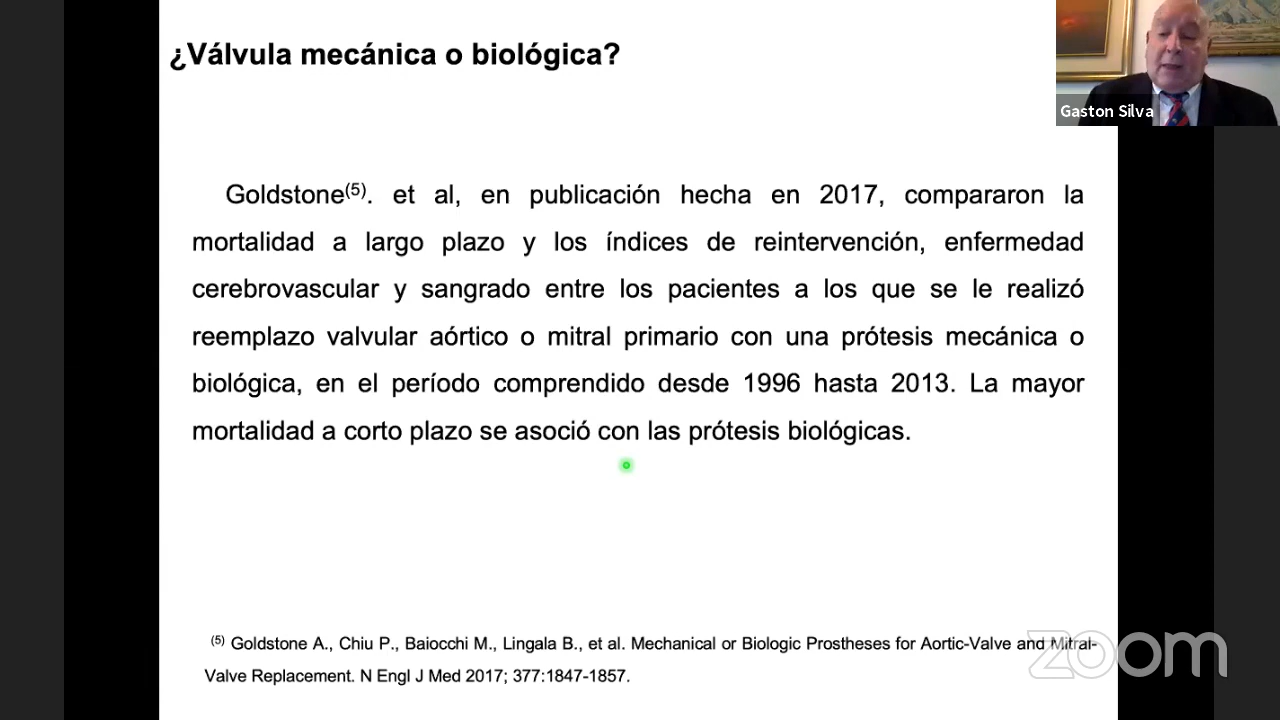 ¿Válvula mecánica o biológica?
Gaston Silva
Goldstone(5). et al, en publicación hecha en 2017, compararon la
mortalidad a largo plazo y los índices de reintervención, enfermedad
cerebrovascular y sangrado entre los pacientes a los que se le realizó
reemplazo valvular aórtico o mitral primario con una prótesis mecánica o
biológica, en el período comprendido desde 1996 hasta 2013. La mayor
mortalidad a corto plazo se asoció con las prótesis biológicas.
(5) Goldstone A., Chiu P., Baiocchi M., Lingala B., et al. Mechanical or Biologic Prostheses for Aortic-Valve and Mitral-
Valve Replacement. N Engl J Med 2017; 377:1847-1857.
zoom